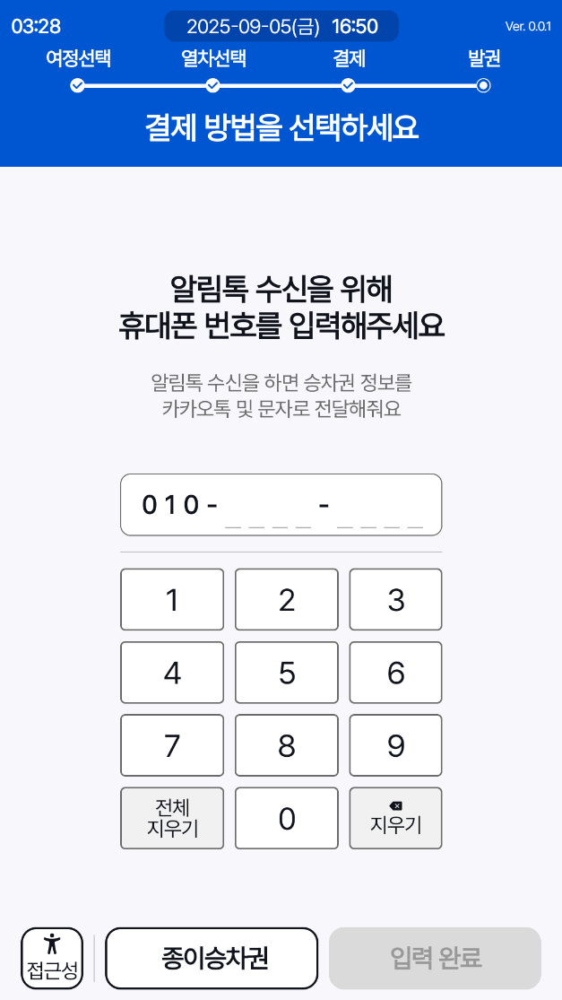 03:28
2025-09-05(금) 16:50
Ver. 0.0.1
여정선택 열차선택 결제 발권
결제 방법을 선택하세요
알림톡 수신을 위해
휴대폰 번호를 입력해주세요
알림톡 수신을 하면 승차권 정보를
카카오톡 및 문자로 전달해줘요
010-____-____
1 2 3
4 5 6
7 8 9
전체
지우기
0
지우기
접근성
종이승차권
입력 완료